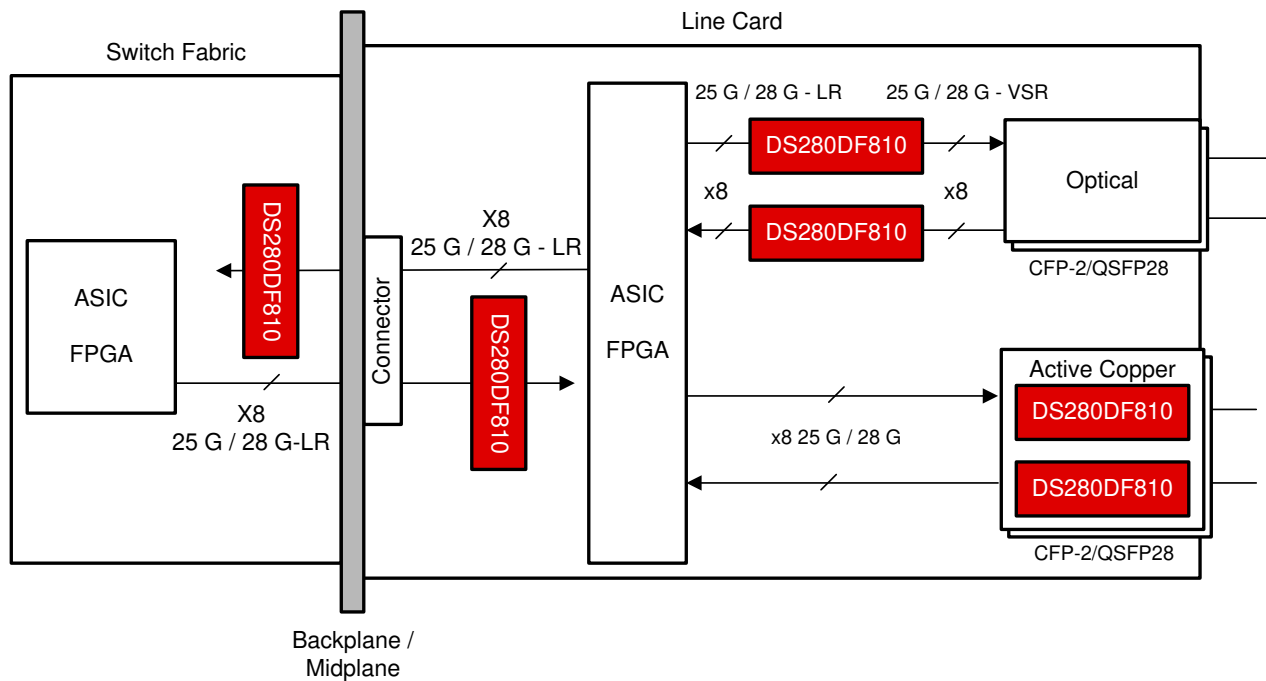 Line Card
Switch Fabric
25 G / 28 G - LR
25 G / 28 G - VSR
DS280DF810
Optical
x8
x8
DS280DF810
CFP-2/QSFP28
DS280DF810
X8
25 G / 28 G - LR
Connector
ASIC
FPGA
ASIC
FPGA
DS280DF810
X8
25 G / 28 G-LR
Active Copper
DS280DF810
x8 25 G / 28 G
DS280DF810
CFP-2/QSFP28
Backplane /
Midplane